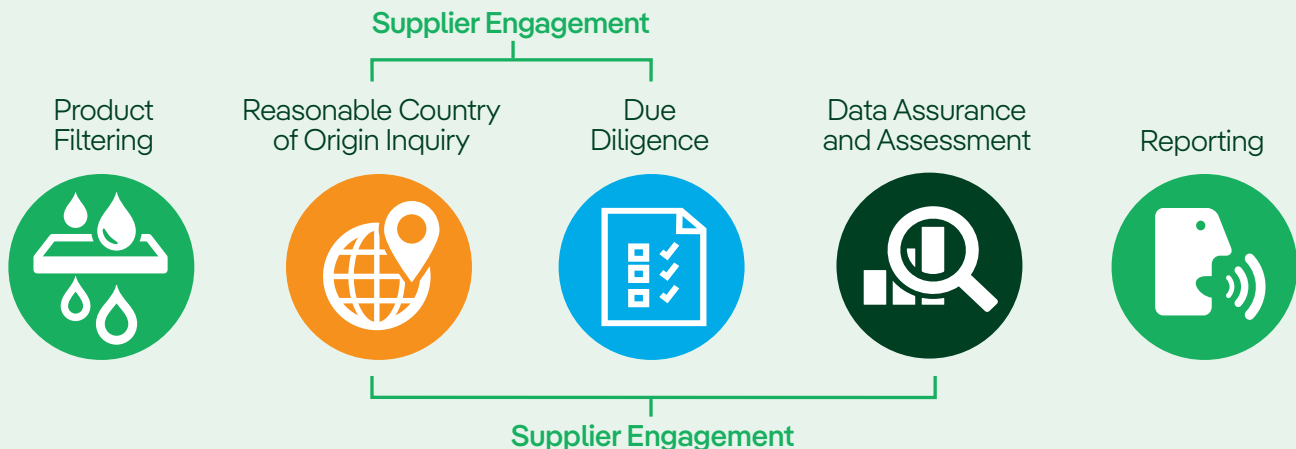 Supplier Engagement
Product
Filtering
Reasonable Country
of Origin Inquiry
Due
Diligence
Data Assurance
and Assessment
Reporting
Supplier Engagement